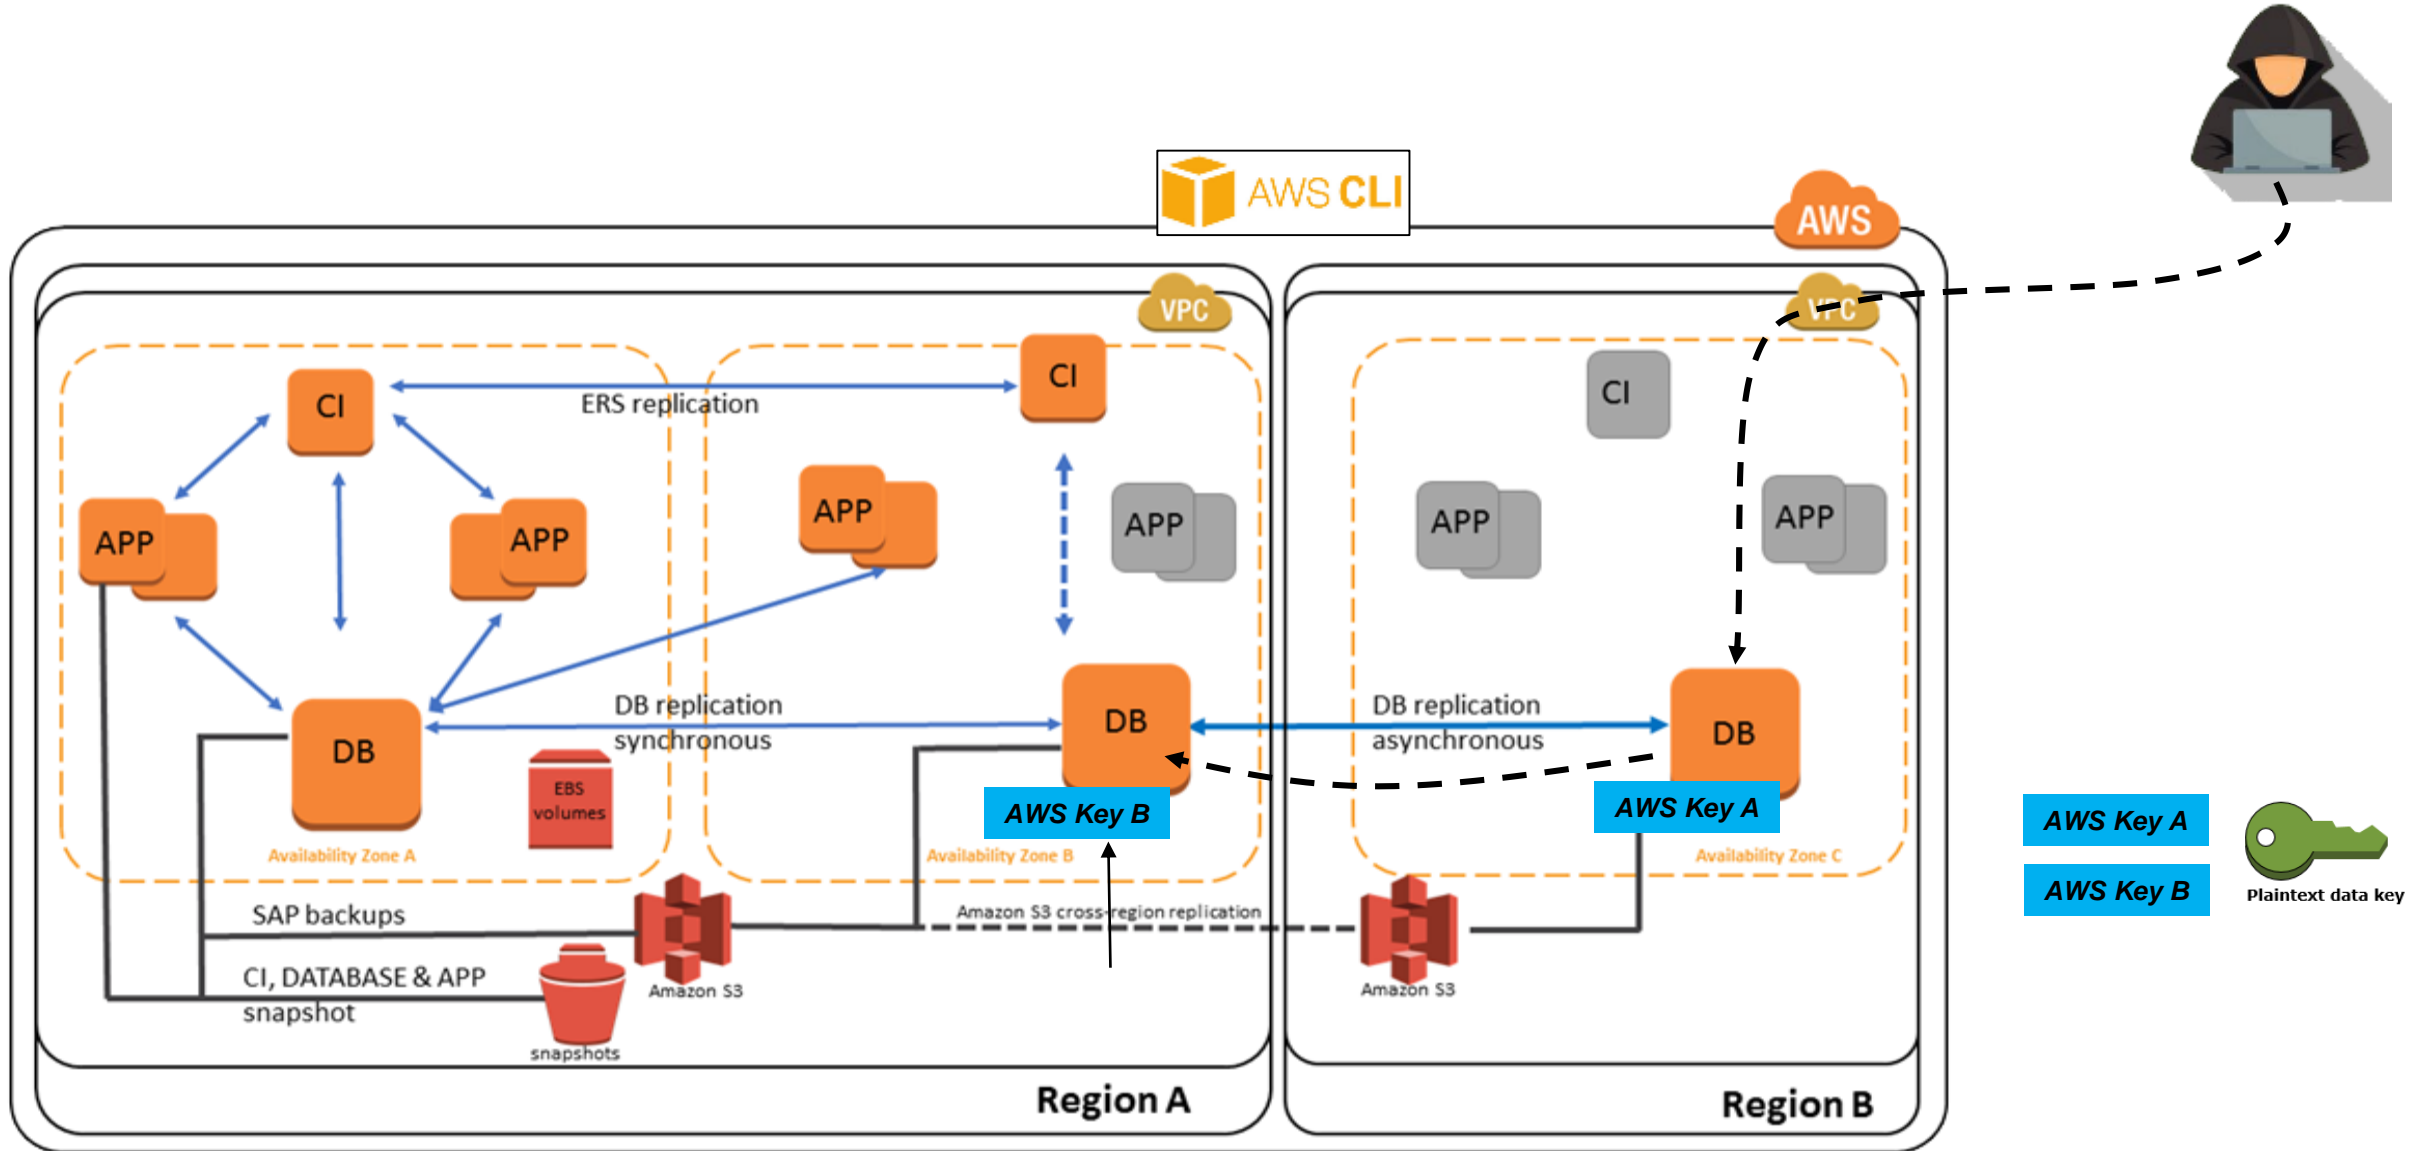 AWS CLI
AWS
VPC
VPC
CI
ERS replication
CI
CI
APP
APP
APP
APP
APP
APP
DB
DB replication
synchronous
DB
DB replication
asynchronous
DB
EBS
volumes
AWS Key B
AWS Key A
AWS Key A
AWS Key B
Plaintext data key
Availability Zone A
Availability Zone B
Availability Zone C
SAP backups
Amazon S3 cross-region replication
CI, DATABASE & APP
snapshot
Amazon S3
Amazon S3
snapshots
Region A
Region B